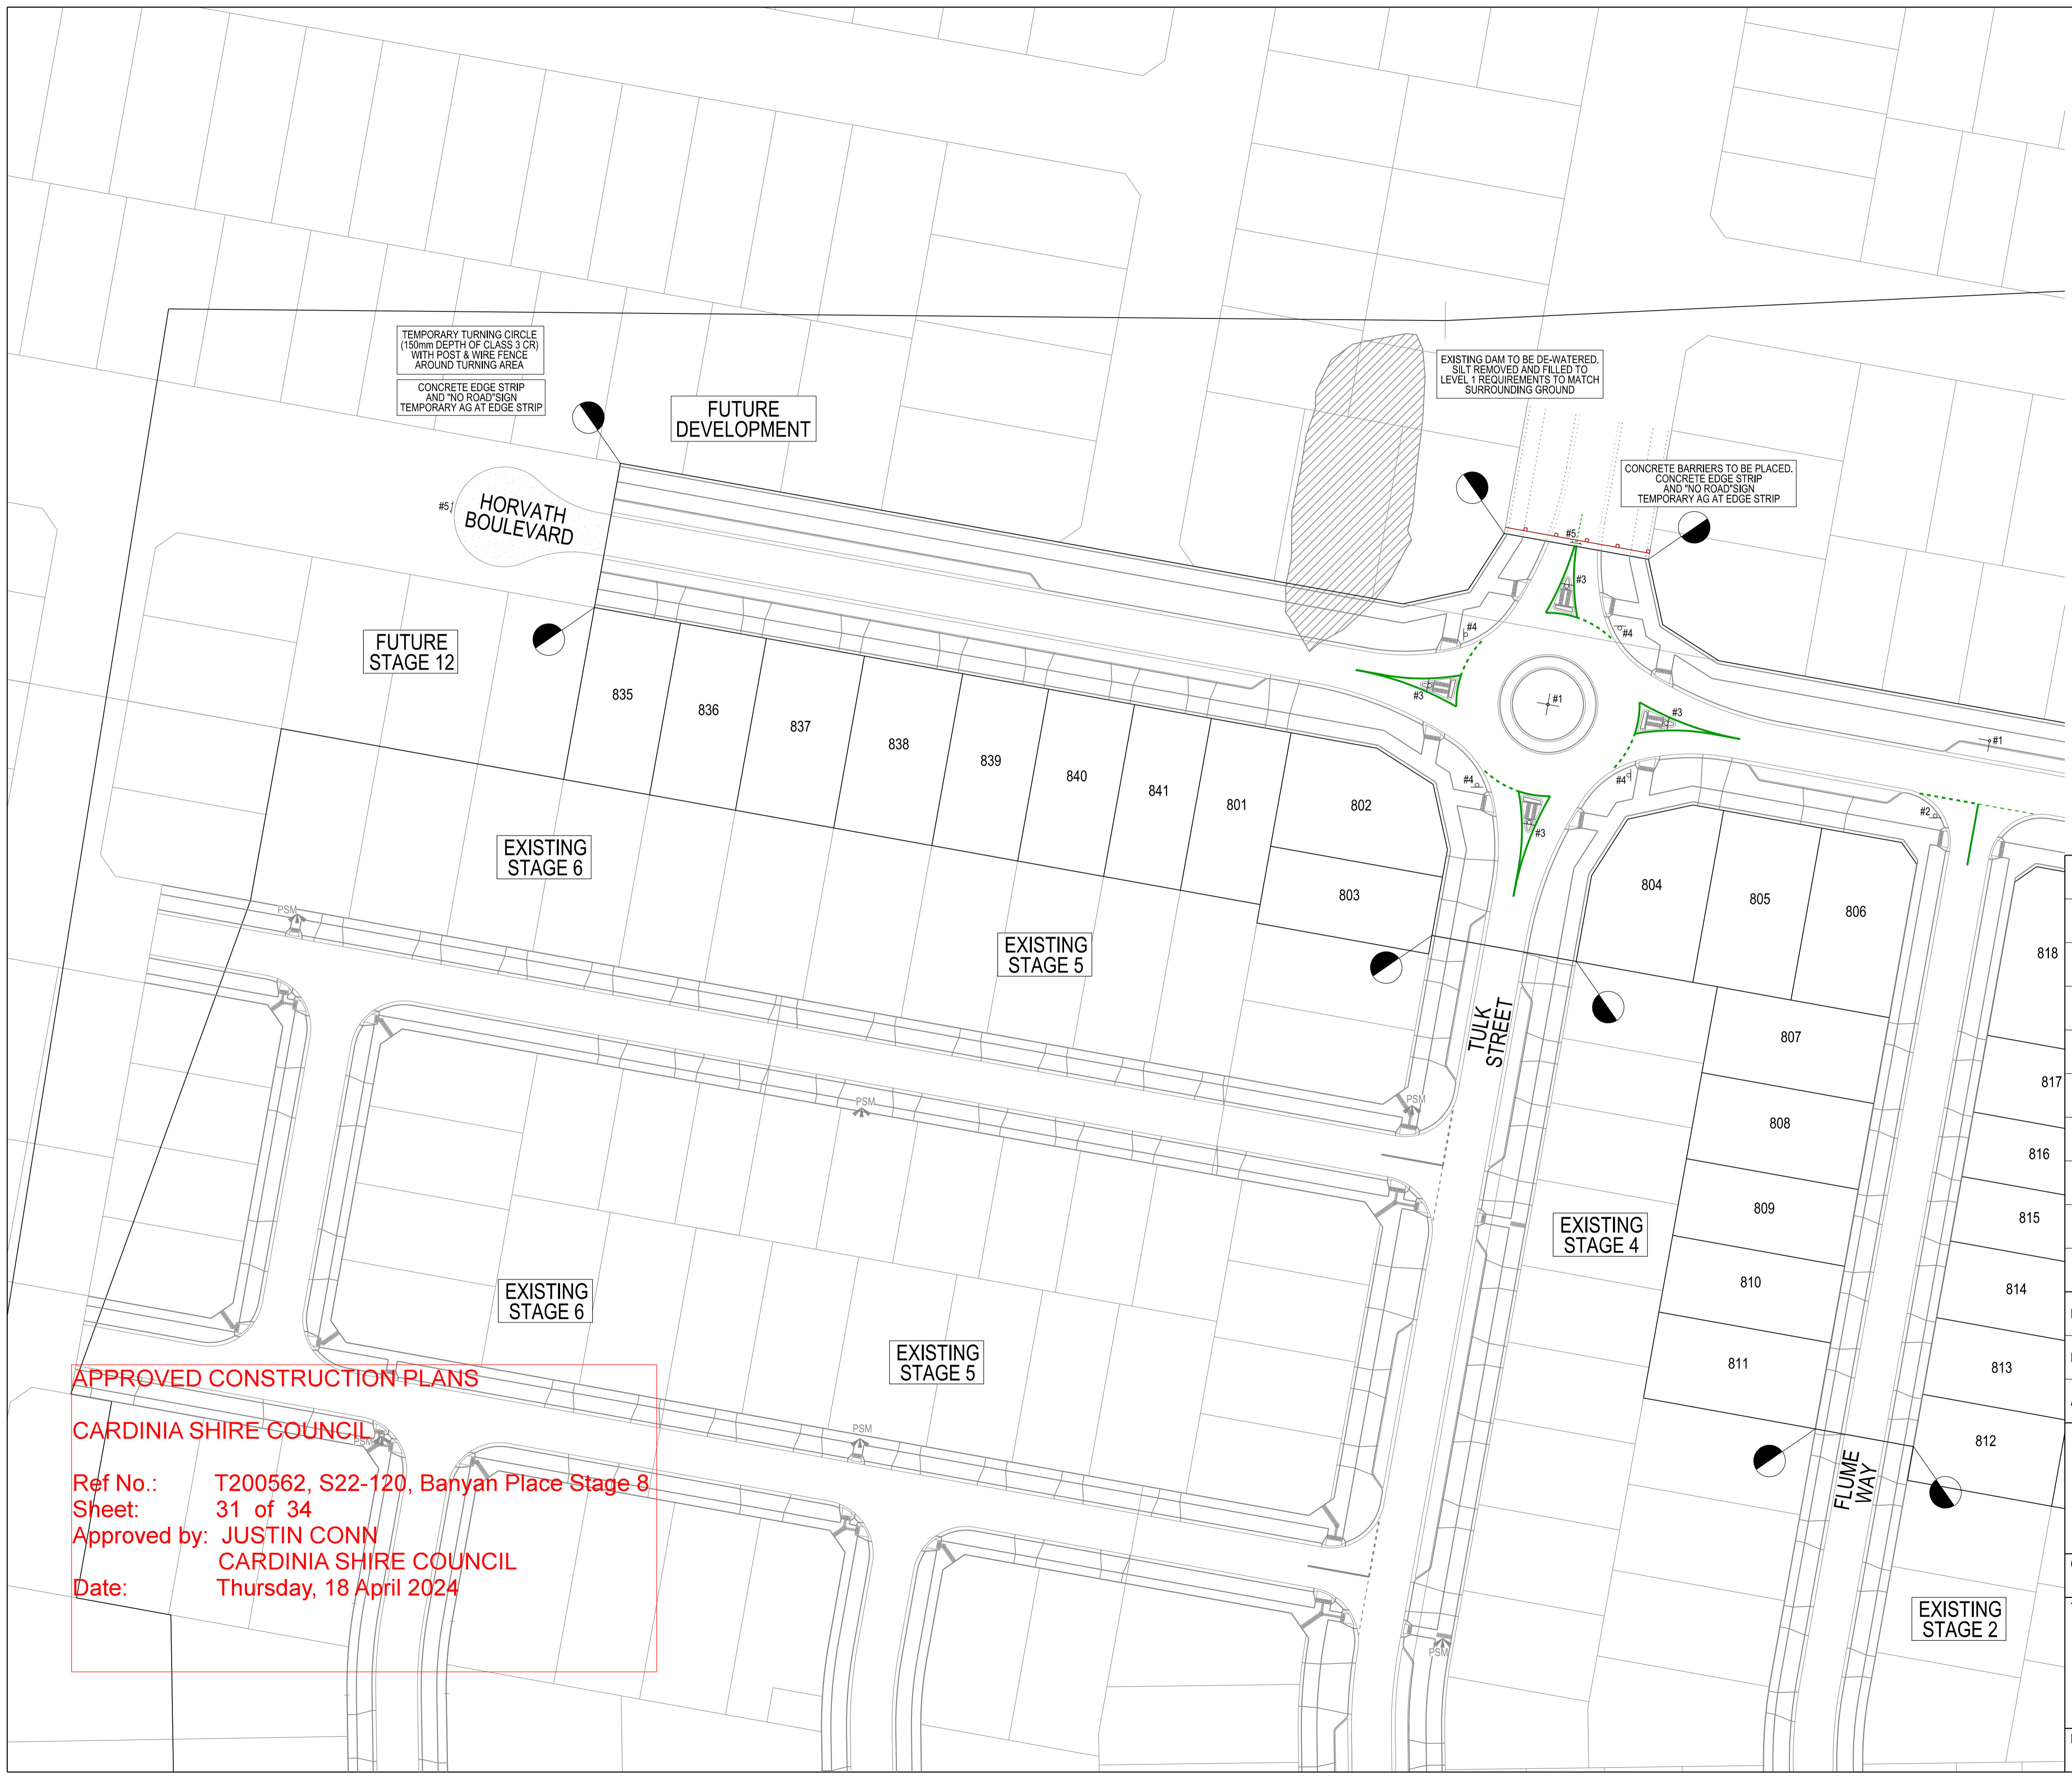 TEMPORARY TURNING CIRCLE
(150mm DEPTH OF CLASS 3 CR)
WITH POST & WIRE FENCE
AROUND TURNING AREA
CONCRETE EDGE STRIP
AND "NO ROAD"SIGN
TEMPORARY AG AT EDGE STRIP
FUTURE
DEVELOPMENT
EXISTING DAM TO BE DE-WATERED.
SILT REMOVED AND FILLED TO
LEVEL 1 REQUIREMENTS TO MATCH
SURROUNDING GROUND
CONCRETE BARRIERS TO BE PLACED.
CONCRETE EDGE STRIP
AND "NO ROAD"SIGN
TEMPORARY AG AT EDGE STRIP
#5
HORVATH
BOULEVARD
#5
#3
#4
#4
FUTURE
STAGE 12
#3
#1
#3
#1
#4
#4
#3
#2
835
836
837
838
839
840
841
801
802
803
804
805
806
818
EXISTING
STAGE 6
EXISTING
STAGE 5
PSM
TULK
STREET
807
817
808
816
PSM
PSM
809
815
EXISTING
STAGE 4
810
814
EXISTING
STAGE 6
EXISTING
STAGE 5
811
813
812
PSM
PSM
FLUME
WAY
EXISTING
STAGE 2
PSM
APPROVED CONSTRUCTION PLANS
CARDINIA SHIRE COUNCIL
Ref No.: T200562, S22-120, Banyan Place Stage 8
Sheet: 31 of 34
Approved by: JUSTIN CONN
CARDINIA SHIRE COUNCIL
Date: Thursday, 18 April 2024